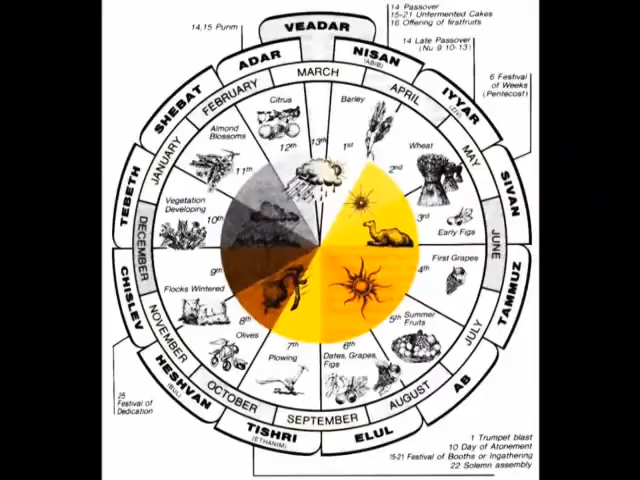 14 Passover
15-21 Unfermented Cakes
16 Offering of firstfruits
14,15 Purim
VEADAR
14 Late Passover
(Nu 9:10-13)
ADAR
NISAN
(ABIB)
MARCH
6 Festival
of Weeks
(Pentecost)
SHEBAT
FEBRUARY
APRIL
IYYAR
(ZIV)
Citrus
Barley
Almond
Blossoms
12th
13th
1st
Wheat
JANUARY
MAY
TEBETH
11th
2nd
SIVAN
Vegetation
Developing
10th
3rd
Early Figs
DECEMBER
JUNE
9th
4th
First Grapes
CHISLEV
TAMMUZ
Flocks Wintered
8th
5th
Summer
Fruits
NOVEMBER
JULY
Olives
7th
Plowing
6th
Dates, Grapes,
Figs
HESHVAN
(BUL)
OCTOBER
SEPTEMBER
AUGUST
AB
25
Festival of
Dedication
TISHRI
(ETHANIM)
ELUL
1 Trumpet blast
10 Day of Atonement
15-21 Festival of Booths or Ingathering
22 Solemn assembly